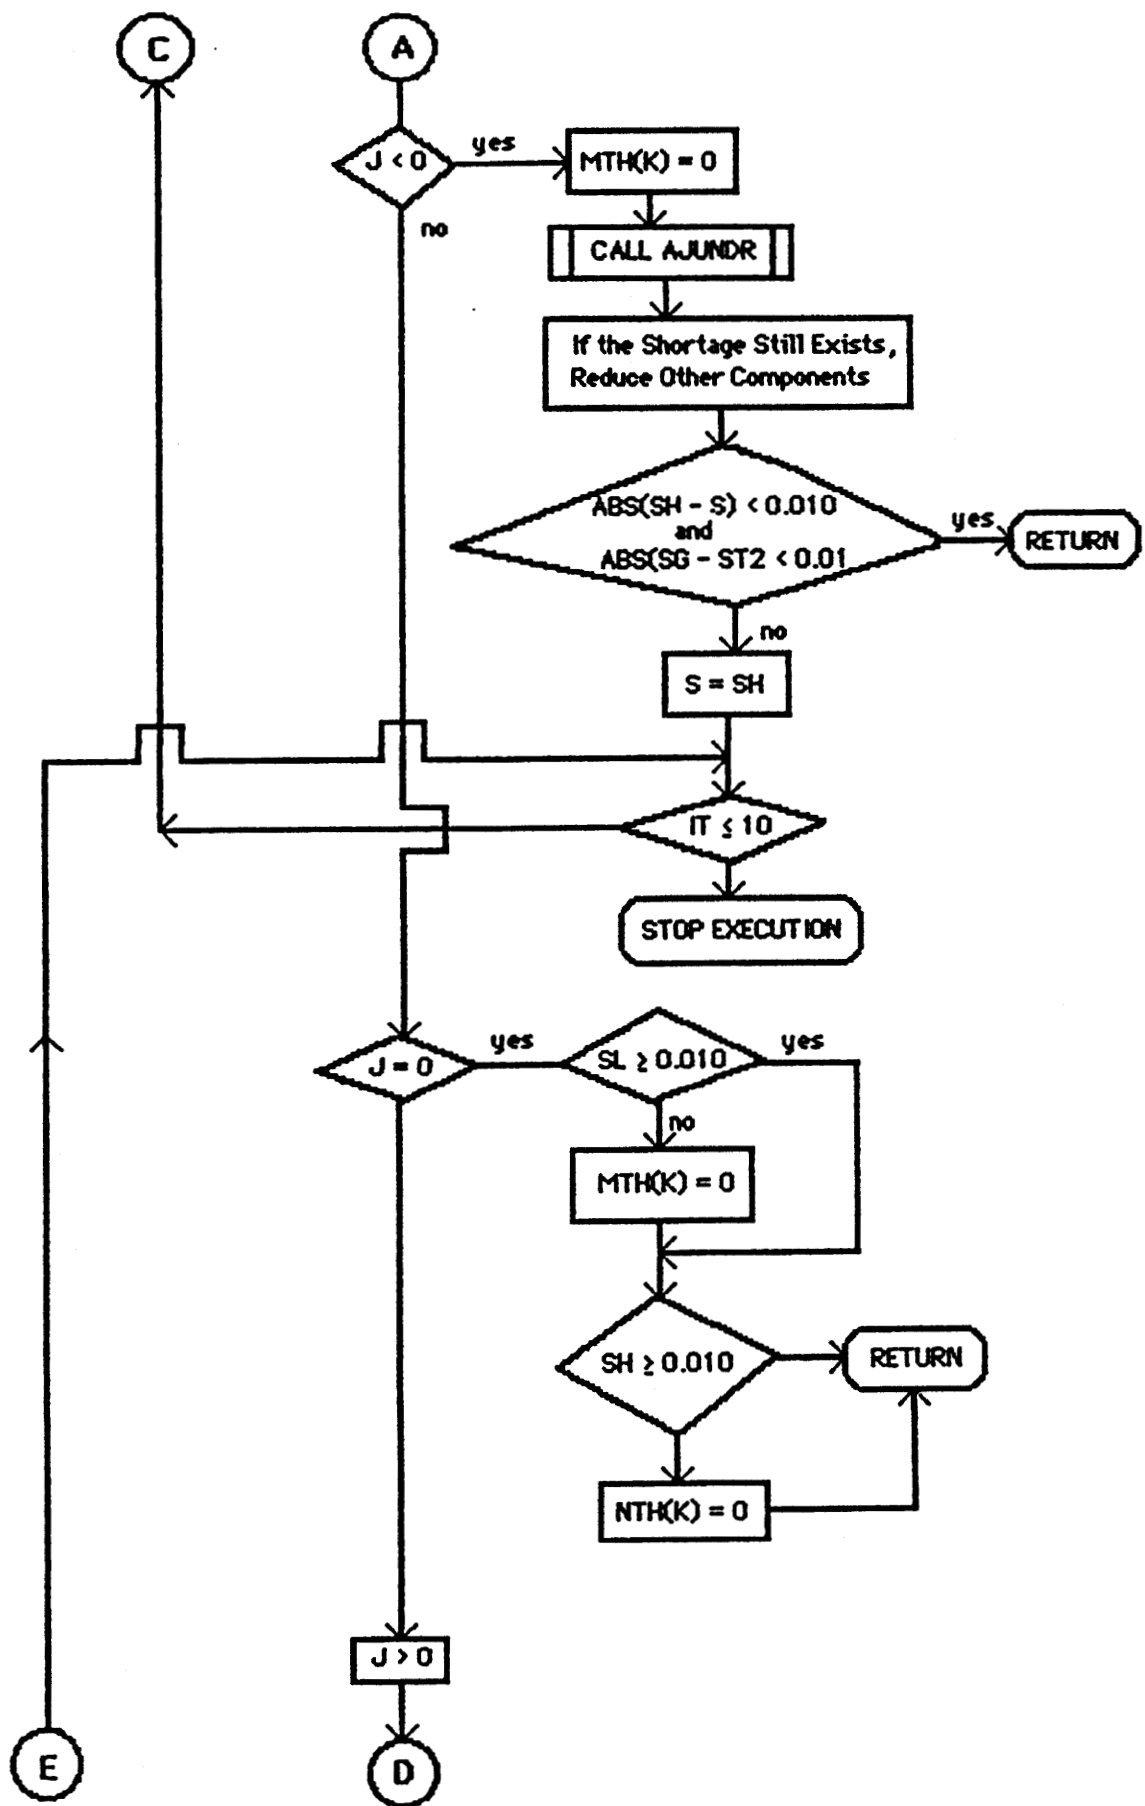 C
A
J < 0
yes
MTH(K) = 0
no
CALL AJUNDR
If the Shortage Still Exists,
Reduce Other Components
ABS(SH - S) < 0.010
and
ABS(SG - ST2 < 0.01
yes
RETURN
no
S = SH
IT ≤ 10
STOP EXECUTION
J = 0
yes
SL ≥ 0.010
yes
no
MTH(K) = 0
SH ≥ 0.010
RETURN
NTH(K) = 0
J > 0
E
D